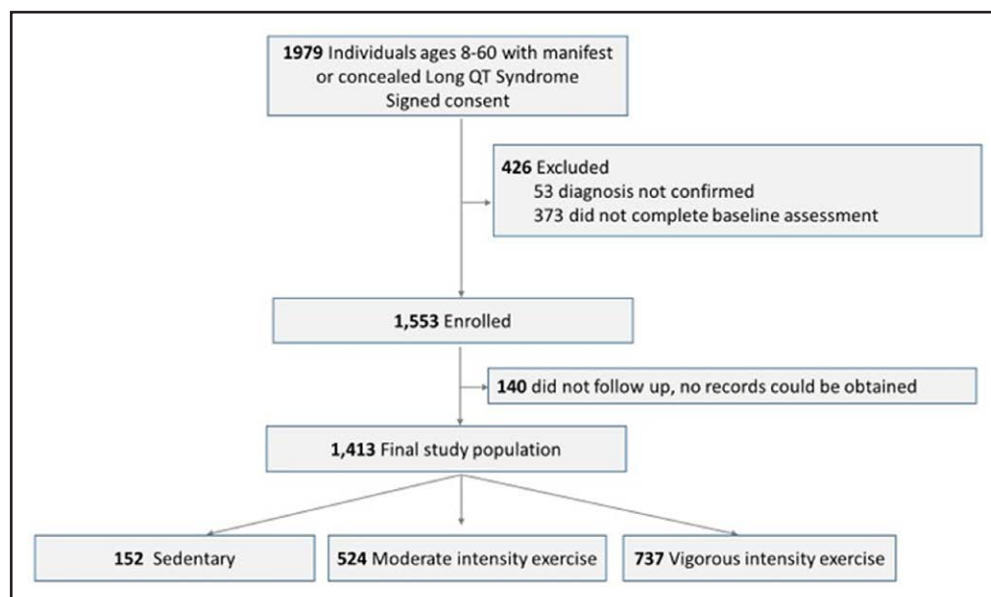 1979 Individuals ages 8-60 with manifest
or concealed Long QT Syndrome
Signed consent
426 Excluded
53 diagnosis not confirmed
373 did not complete baseline assessment
1,553 Enrolled
140 did not follow up, no records could be obtained
1,413 Final study population
152 Sedentary
524 Moderate intensity exercise
737 Vigorous intensity exercise